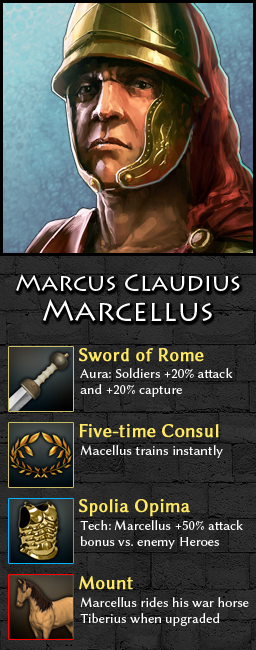 Marcus Claudius
Marcellus
Sword of Rome
Aura: Soldiers +20% attack
and +20% capture
Five-time Consul
Macellus trains instantly
Spolia Opima
Tech: Marcellus +50% attack
bonus vs. enemy Heroes
Mount
Marcellus rides his war horse
Tiberius when upgraded